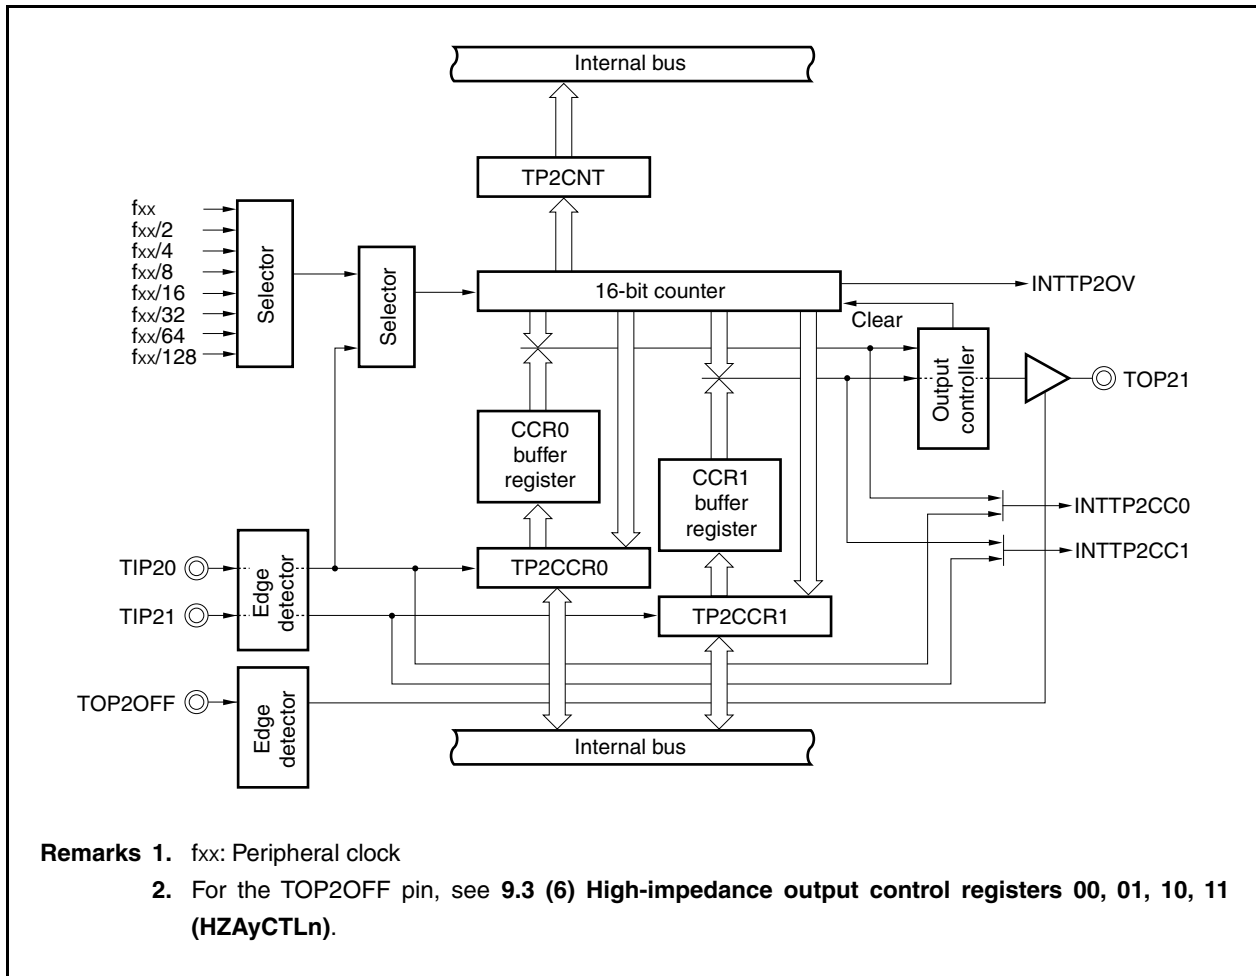 Internal bus
TP2CNT
fxx
fxx/2
fxx/4
fxx/8
fxx/16
fxx/32
fxx/64
fxx/128
Selector
Selector
16-bit counter
INTTP2OV
Clear
Output
controller
TOP21
CCR0
buffer
register
CCR1
buffer
register
INTTP2CC0
INTTP2CC1
TIP20
TIP21
Edge
detector
TP2CCR0
TP2CCR1
TOP2OFF
Edge
detector
Internal bus
Remarks 1. fxx: Peripheral clock
2. For the TOP2OFF pin, see 9.3 (6) High-impedance output control registers 00, 01, 10, 11
(HZAyCTLn).